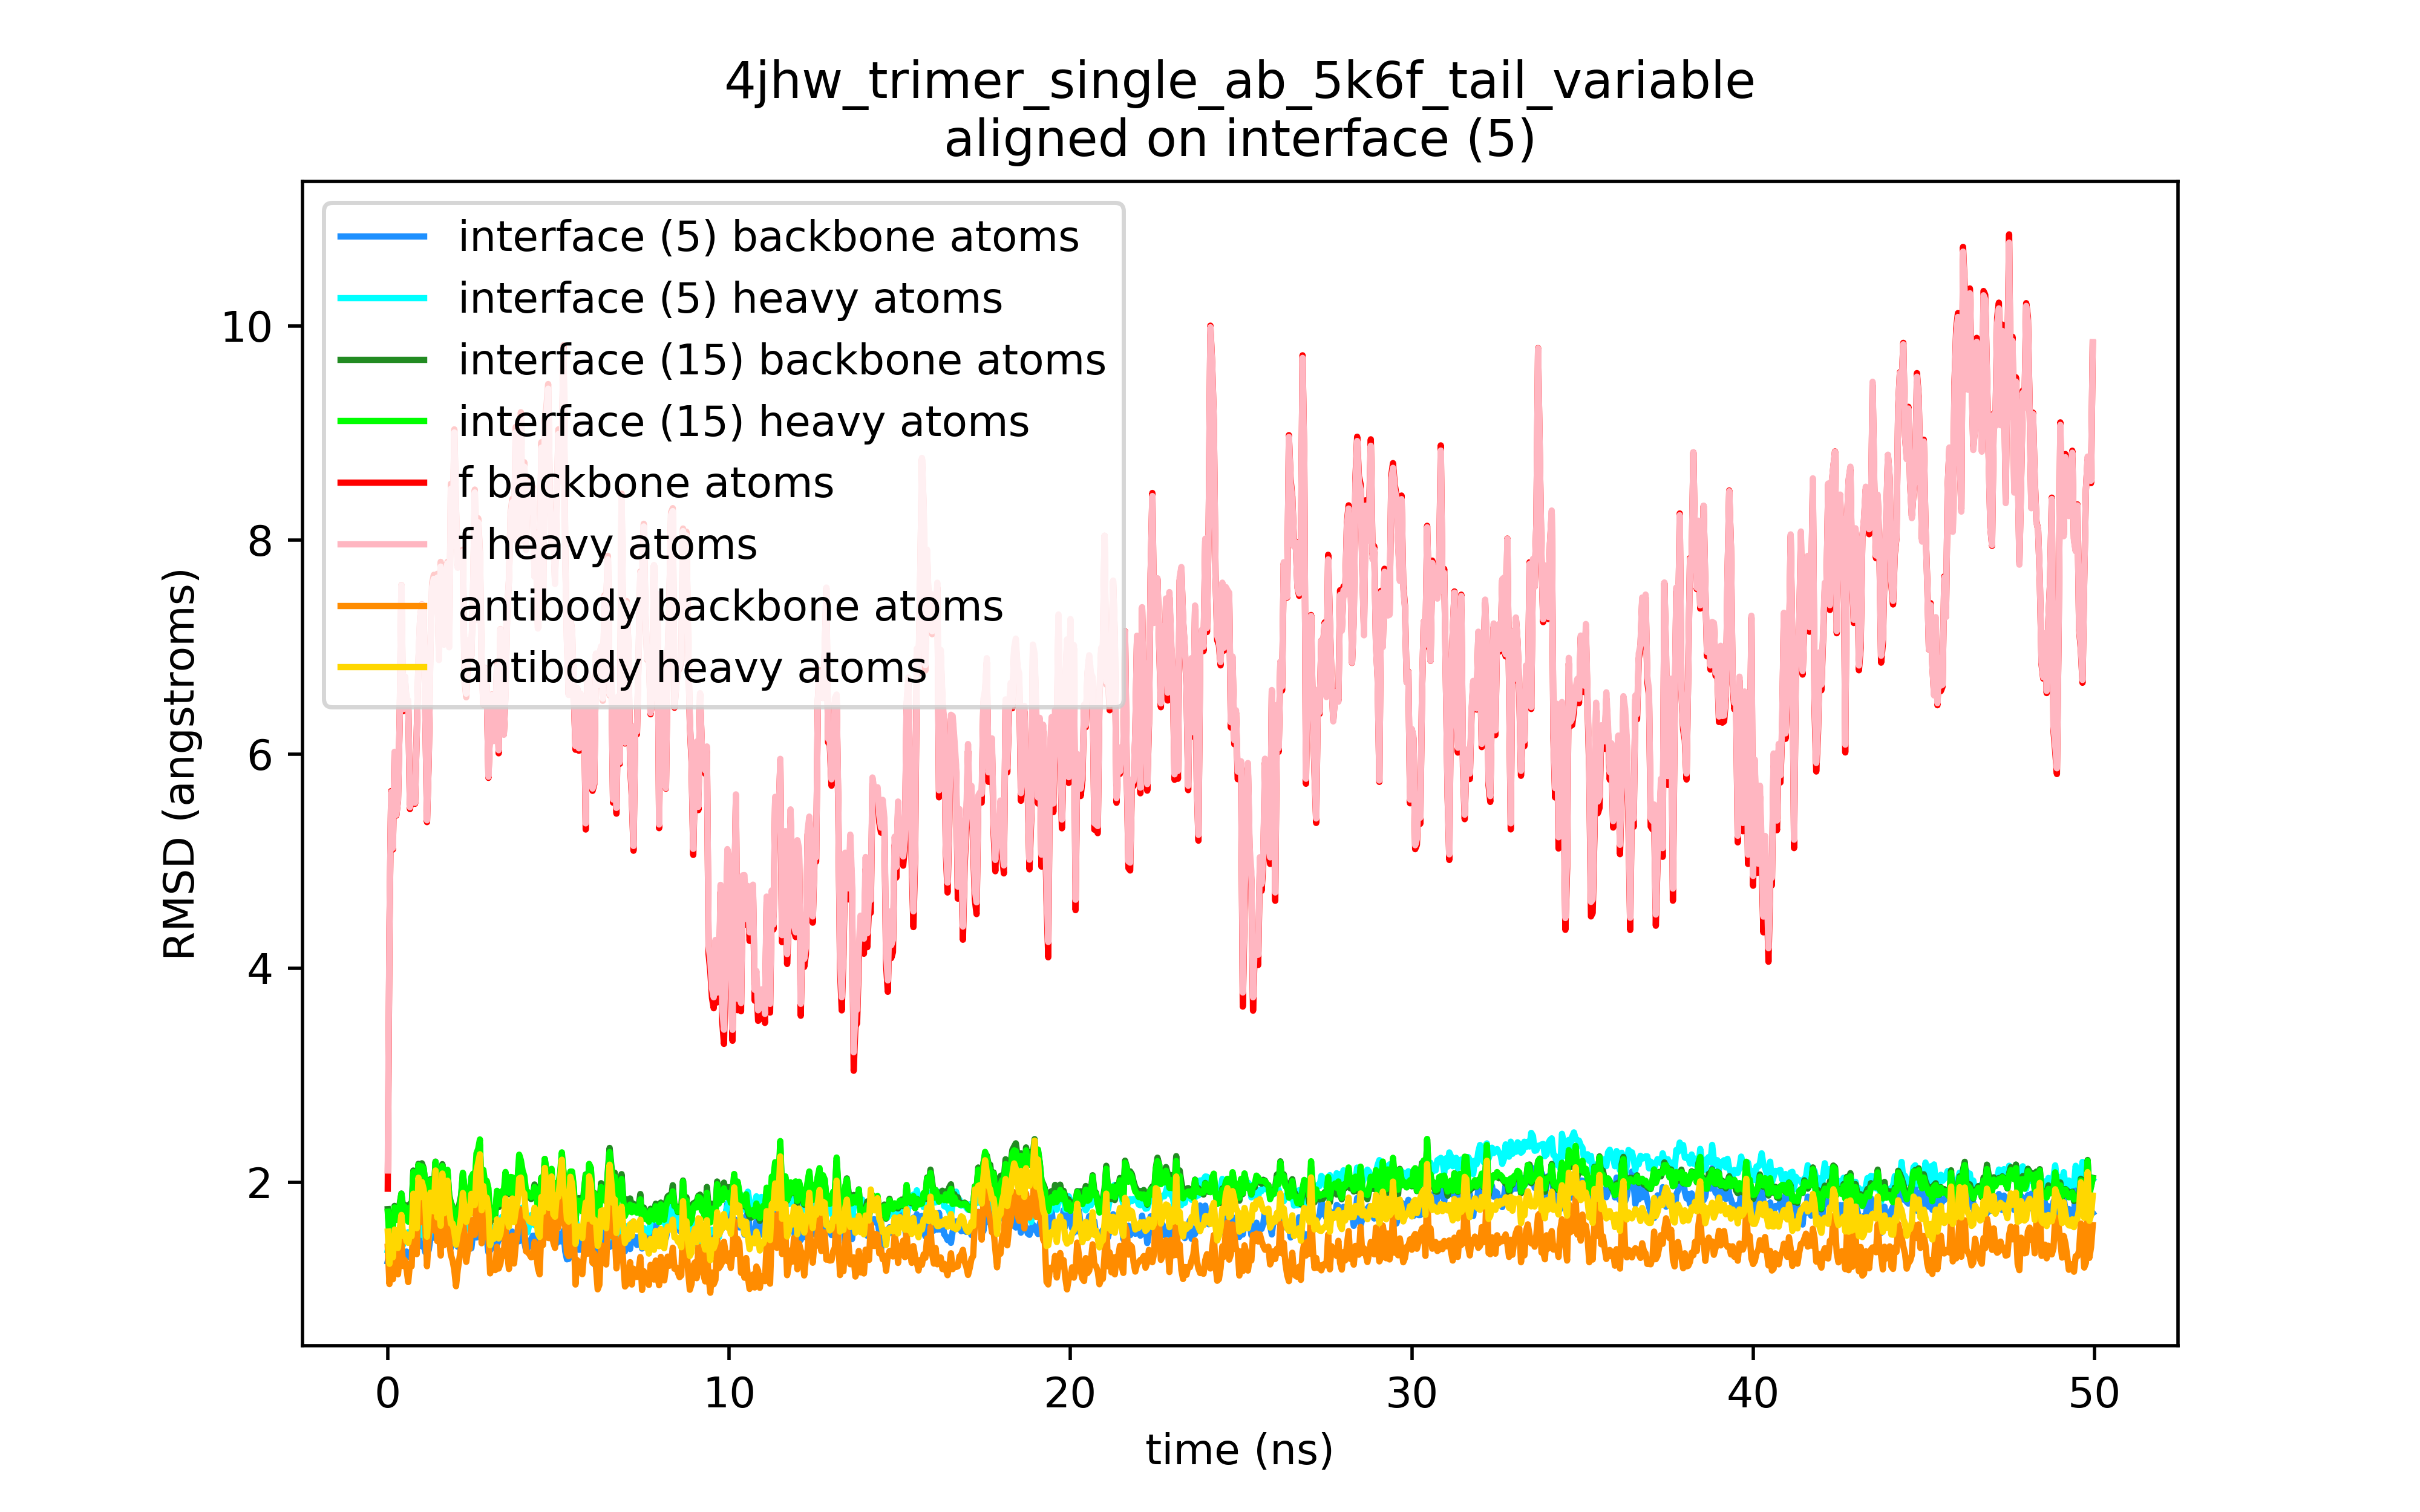 4jhw_trimer_single_ab_5k6f_tail_variable
aligned on interface (5)
interface (5) backbone atoms
interface (5) heavy atoms
interface (15) backbone atoms
interface (15) heavy atoms
f backbone atoms
f heavy atoms
antibody backbone atoms
antibody heavy atoms
RMSD (angstroms)
10
8
6
4
2
0 10 20 30 40 50
time (ns)